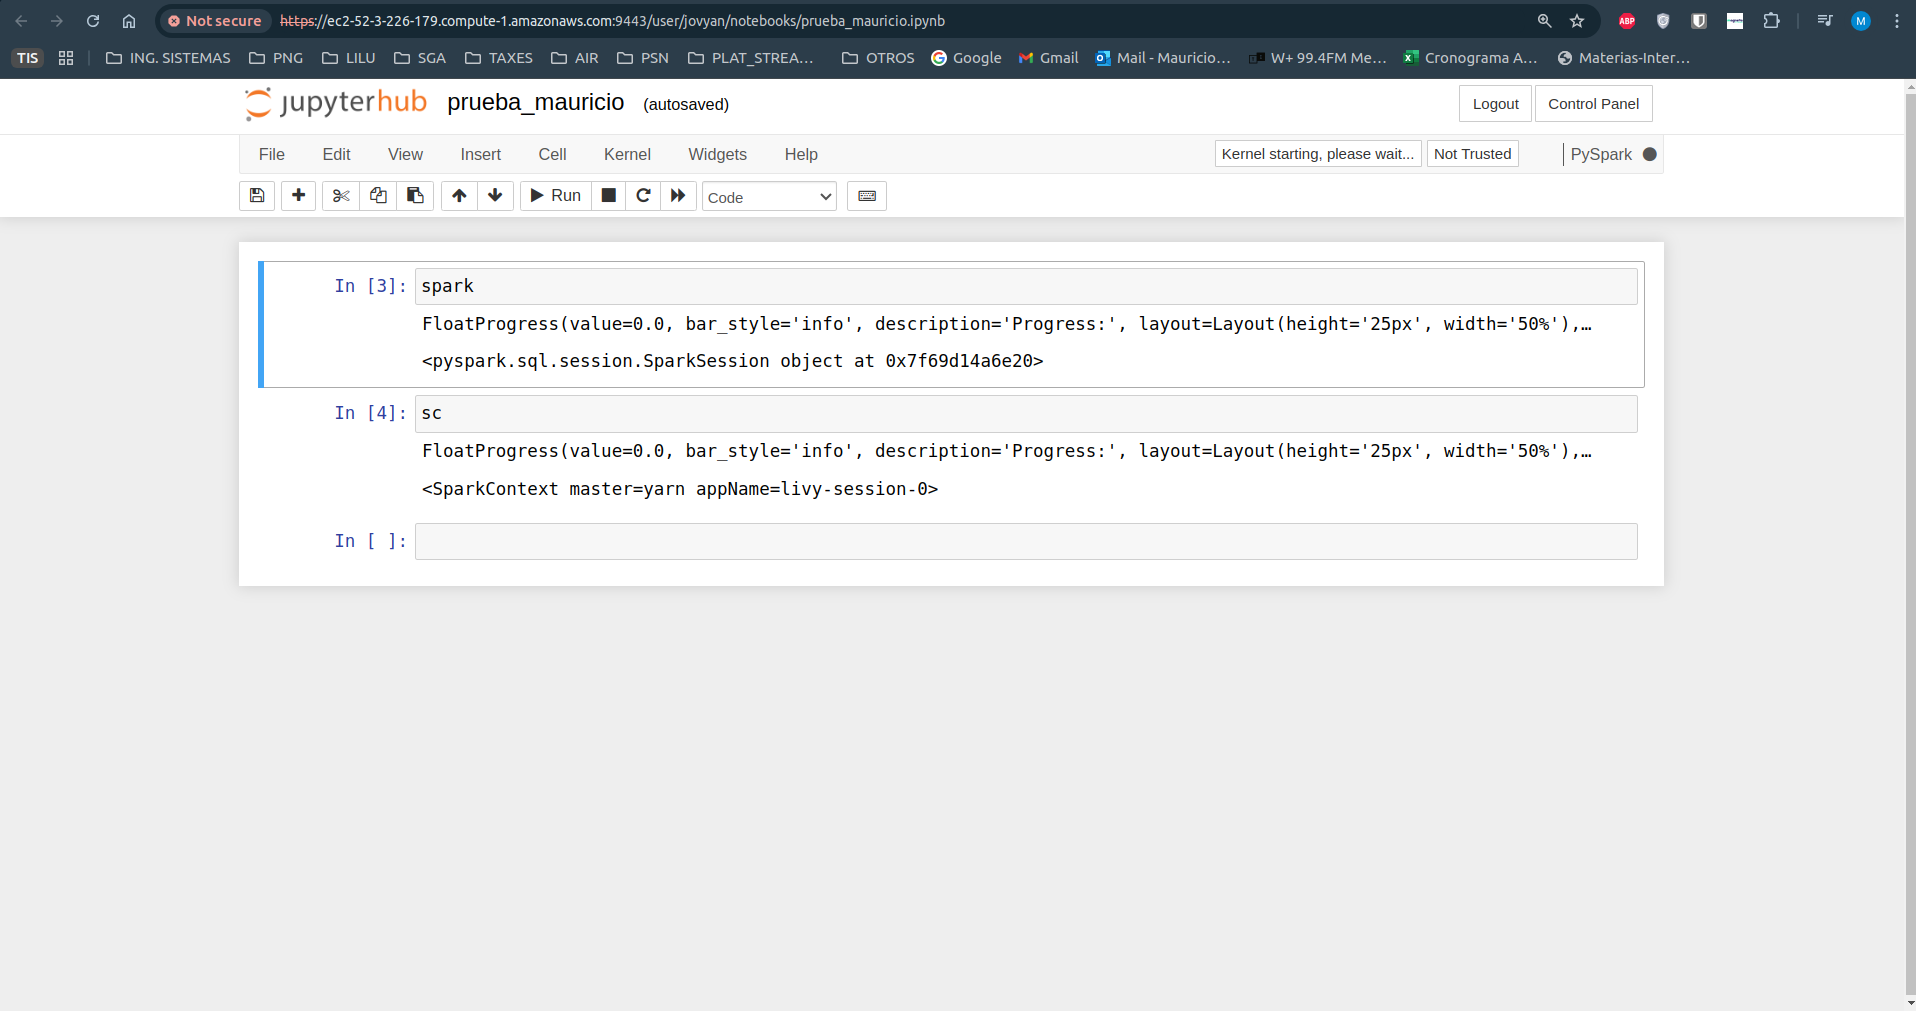 Not secure https://ec2-52-3-226-179.compute-1.amazonaws.com:9443/user/jovyan/notebooks/prueba_mauricio.ipynb ABP M
TIS ING. SISTEMAS PNG LILU SGA TAXES AIR PSN PLAT_STREA... OTROS Google Gmail Mail - Mauricio... W+ 99.4FM Me... Cronograma A... Materias-Inter...
jupyterhub prueba_mauricio (autosaved) Logout Control Panel
File Edit View Insert Cell Kernel Widgets Help Kernel starting, please wait... Not Trusted PySpark
Run Code
In [3]: spark
FloatProgress(value=0.0, bar_style='info', description='Progress:', layout=Layout(height='25px', width='50%'),…
<pyspark.sql.session.SparkSession object at 0x7f69d14a6e20>
In [4]: sc
FloatProgress(value=0.0, bar_style='info', description='Progress:', layout=Layout(height='25px', width='50%'),…
<SparkContext master=yarn appName=livy-session-0>
In [ ]: